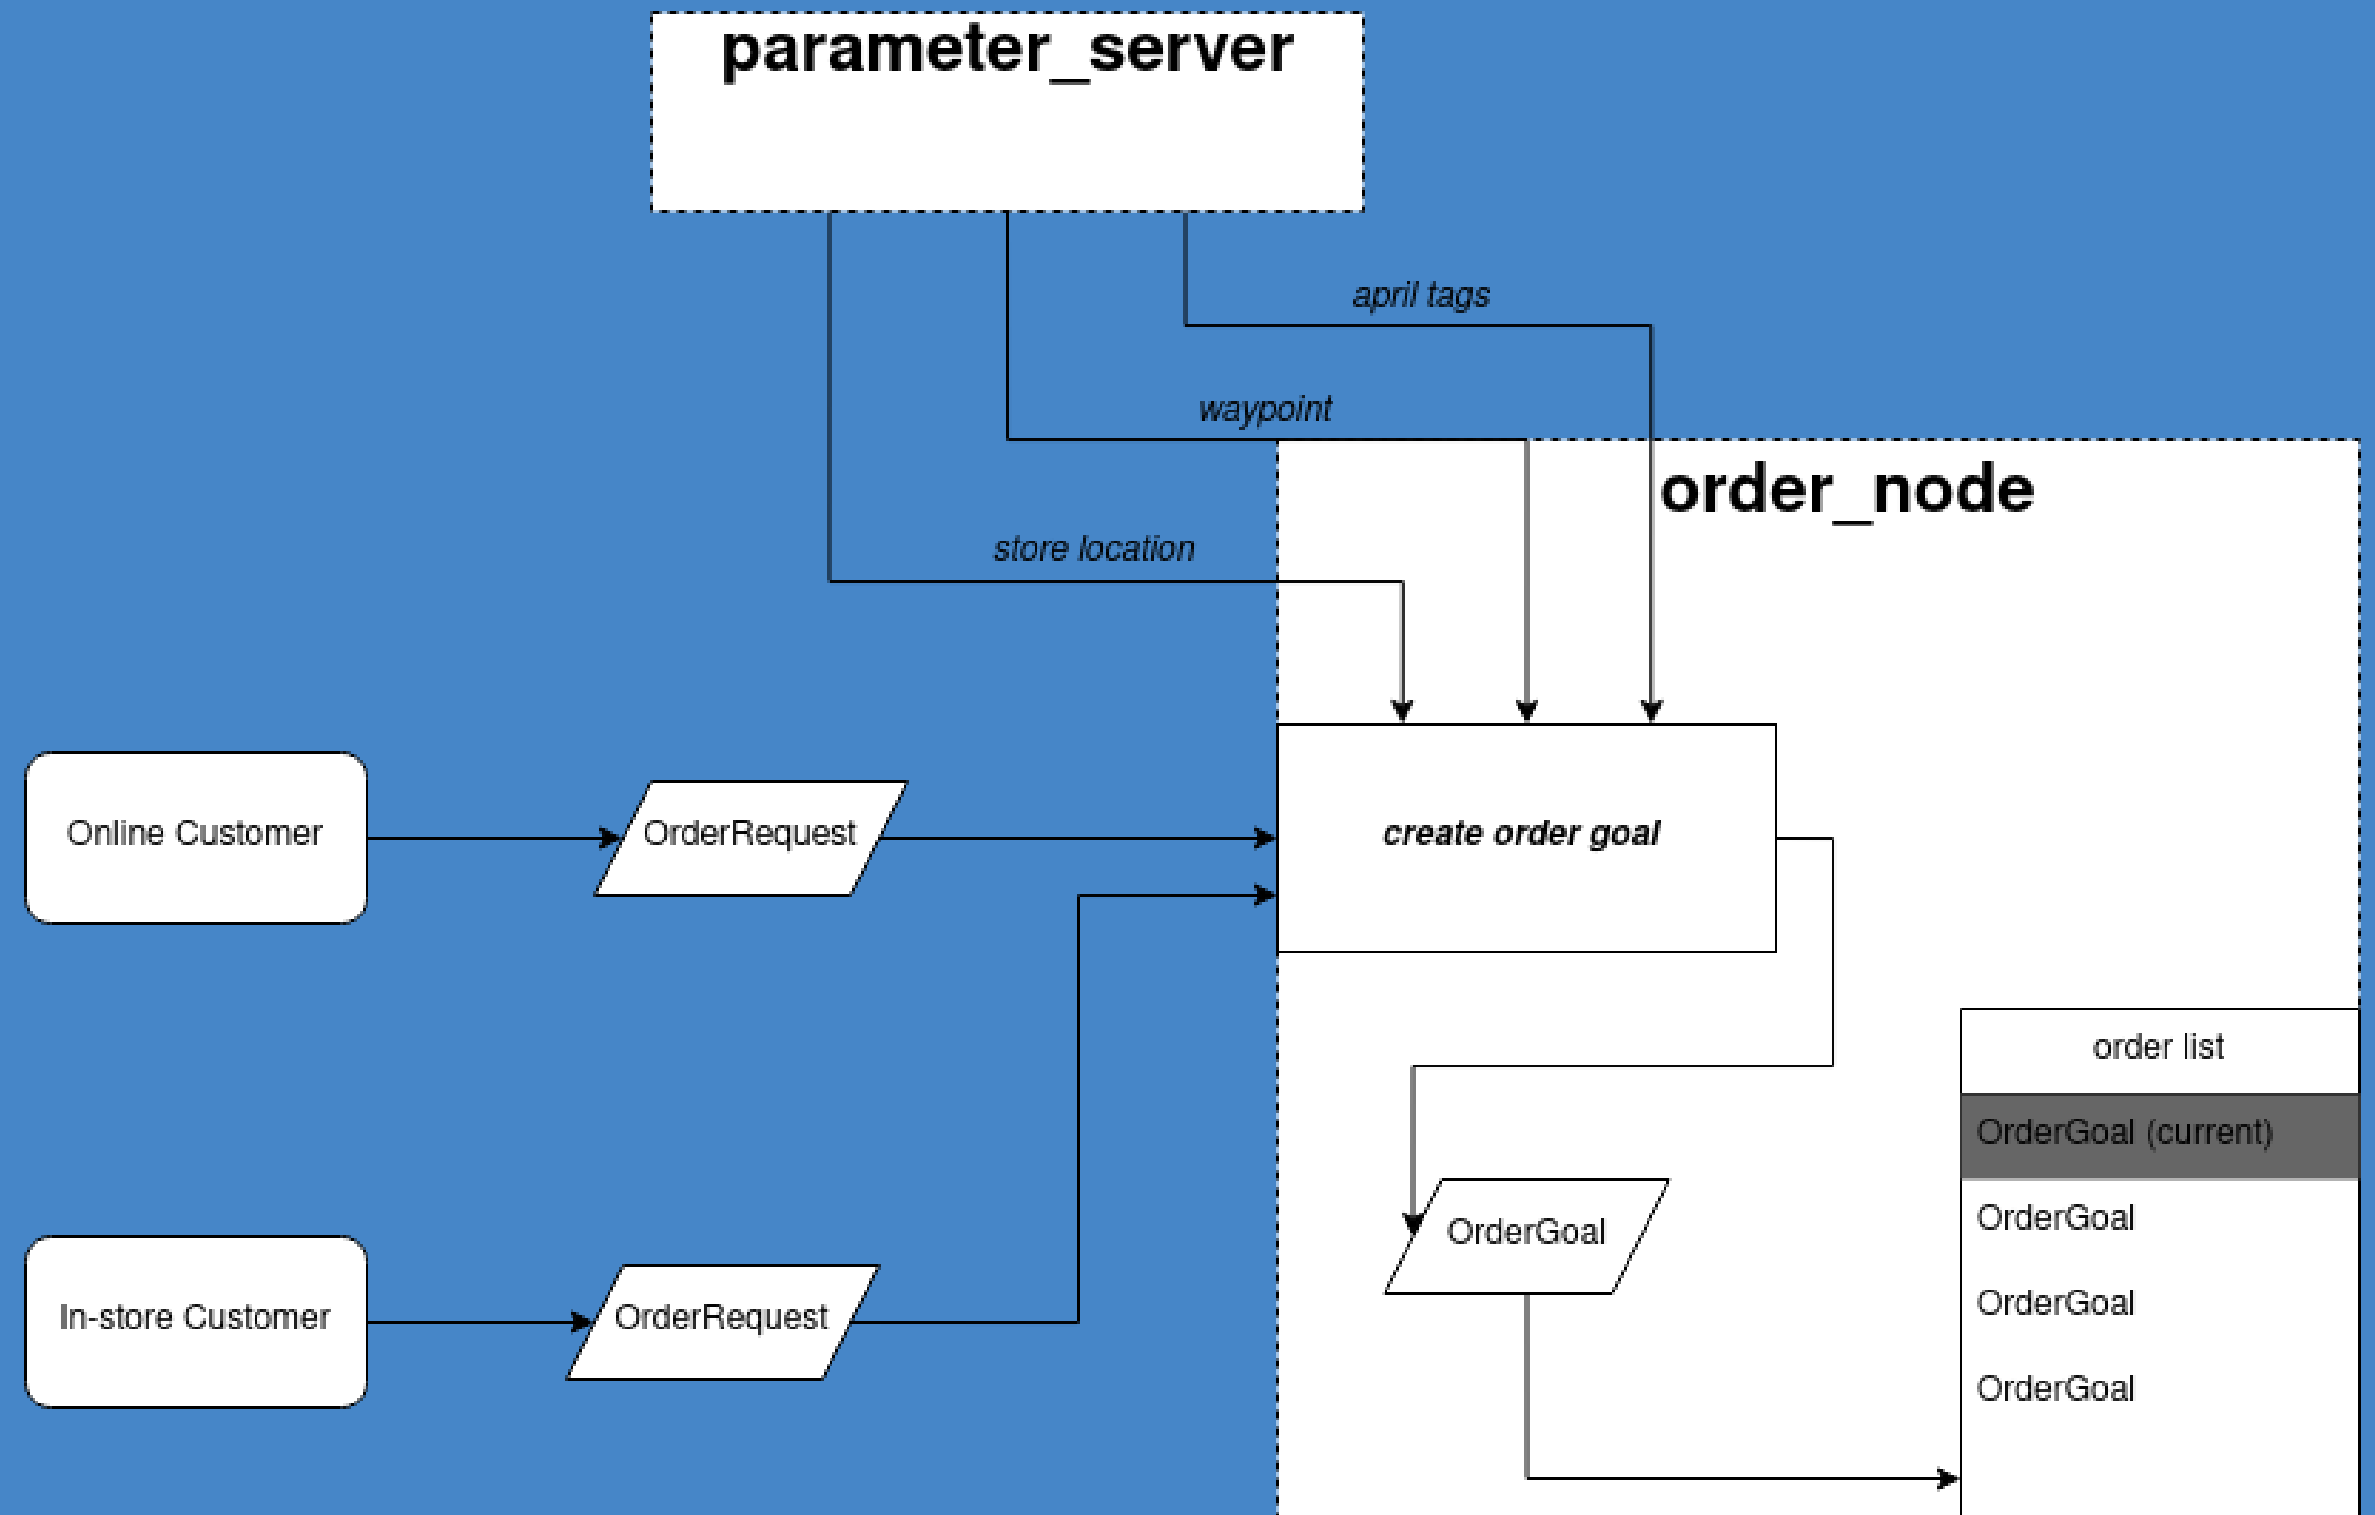 parameter_server
april tags
waypoint
order_node
store location
Online Customer
OrderRequest
create order goal
order list
OrderGoal (current)
OrderGoal
OrderGoal
OrderGoal
In-store Customer
OrderRequest
OrderGoal